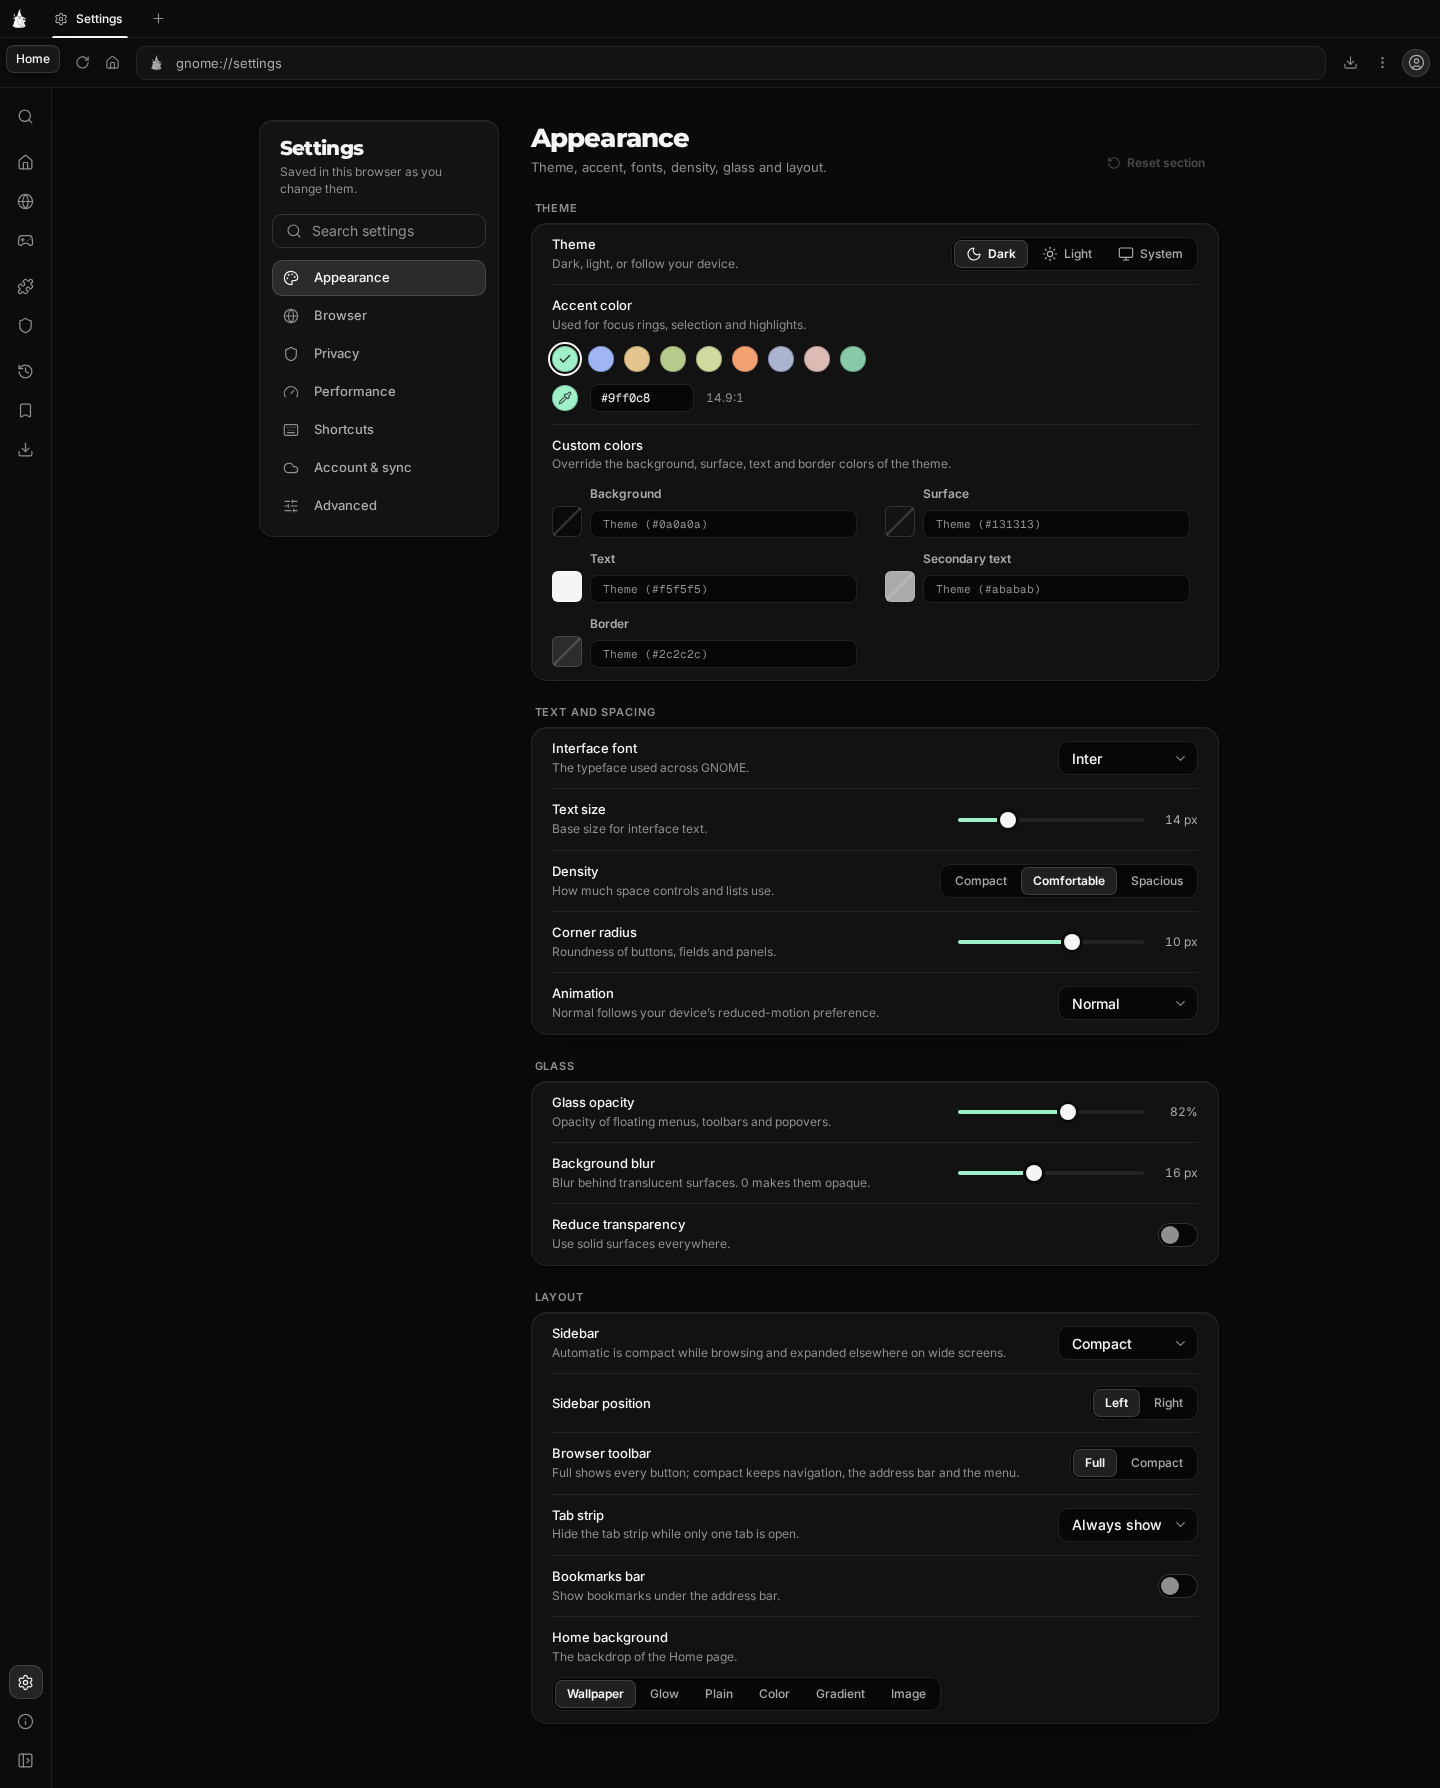 Settings
Home
gnome://settings
Settings
Saved in this browser as you
change them.
Search settings
Appearance
Browser
Privacy
Performance
Shortcuts
Account & sync
Advanced
Appearance
Theme, accent, fonts, density, glass and layout.
Reset section
THEME
Theme
Dark, light, or follow your device.
Dark
Light
System
Accent color
Used for focus rings, selection and highlights.
#9ff0c8
14.9:1
Custom colors
Override the background, surface, text and border colors of the theme.
Background
Theme (#0a0a0a)
Surface
Theme (#131313)
Text
Theme (#f5f5f5)
Secondary text
Theme (#ababab)
Border
Theme (#2c2c2c)
TEXT AND SPACING
Interface font
The typeface used across GNOME.
Inter
Text size
Base size for interface text.
14 px
Density
How much space controls and lists use.
Compact
Comfortable
Spacious
Corner radius
Roundness of buttons, fields and panels.
10 px
Animation
Normal follows your device’s reduced-motion preference.
Normal
GLASS
Glass opacity
Opacity of floating menus, toolbars and popovers.
82%
Background blur
Blur behind translucent surfaces. 0 makes them opaque.
16 px
Reduce transparency
Use solid surfaces everywhere.
LAYOUT
Sidebar
Automatic is compact while browsing and expanded elsewhere on wide screens.
Compact
Sidebar position
Left
Right
Browser toolbar
Full shows every button; compact keeps navigation, the address bar and the menu.
Full
Compact
Tab strip
Hide the tab strip while only one tab is open.
Always show
Bookmarks bar
Show bookmarks under the address bar.
Home background
The backdrop of the Home page.
Wallpaper
Glow
Plain
Color
Gradient
Image